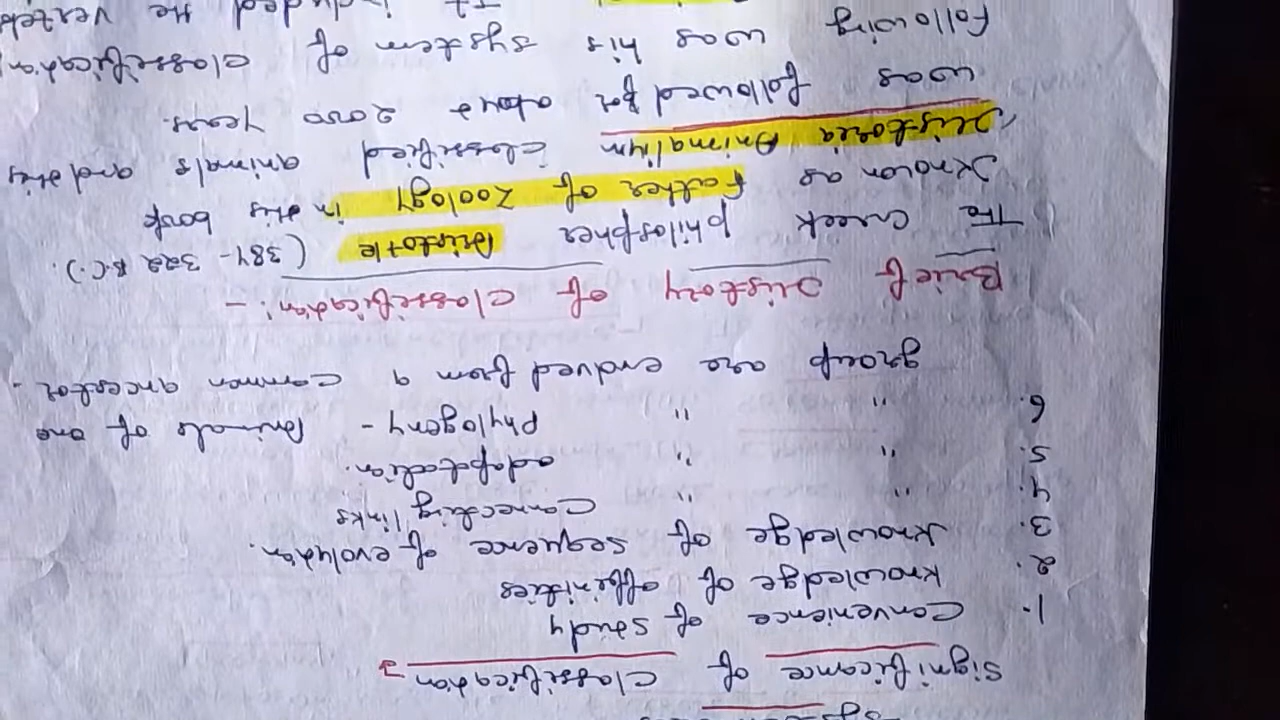 Significance of Classification
1. Convenience of study
2. Knowledge of affinities
3. Knowledge of sequence of evolution.
4. " " Connecting links
5. " " adaptation.
6. " " Phylogeny - Animals of one
group are evolved from a common ancestor -
Brief History of Classification:-
The Greek philospher Aristotle (384 - 322 B.C.).
Known as Father of Zoology in his book
Historia Animalium classified animals and this
was followed for about 2000 years.
following was his system of classification
It included the verteb